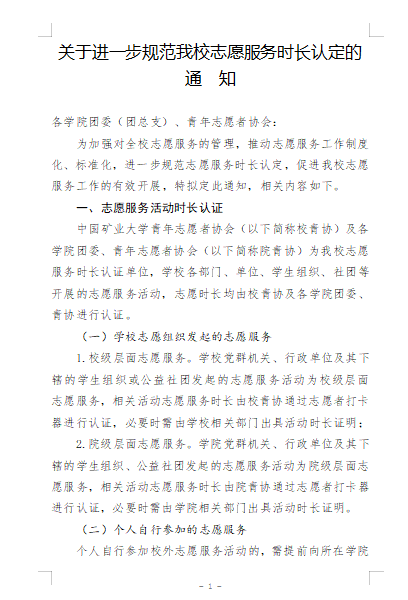 关于进一步规范我校志愿服务时长认定的
通 知
各学院团委（团总支）、青年志愿者协会：
为加强对全校志愿服务的管理，推动志愿服务工作制度
化、标准化，进一步规范志愿服务时长认定，促进我校志愿
服务工作的有效开展，特拟定此通知，相关内容如下。
一、志愿服务活动时长认证
中国矿业大学青年志愿者协会（以下简称校青协）及各
学院团委、青年志愿者协会（以下简称院青协）为我校志愿
服务时长认证单位，学校各部门、单位、学生组织、社团等
开展的志愿服务活动，志愿时长均由校青协及各学院团委、
青协进行认证。
（一）学校志愿组织发起的志愿服务
1.校级层面志愿服务。学校党群机关、行政单位及其下
辖的学生组织或公益社团发起的志愿服务活动为校级层面
志愿服务，相关活动志愿服务时长由校青协通过志愿者打卡
器进行认证，必要时需由学校相关部门出具活动时长证明；
2.院级层面志愿服务。学院党群机关、行政单位及其下
辖的学生组织、公益社团发起的志愿服务活动为院级层面志
愿服务，相关活动志愿服务时长由院青协通过志愿者打卡器
进行认证，必要时需由学院相关部门出具活动时长证明。
（二）个人自行参加的志愿服务
个人自行参加校外志愿服务活动的，需提前向所在学院
- 1 -